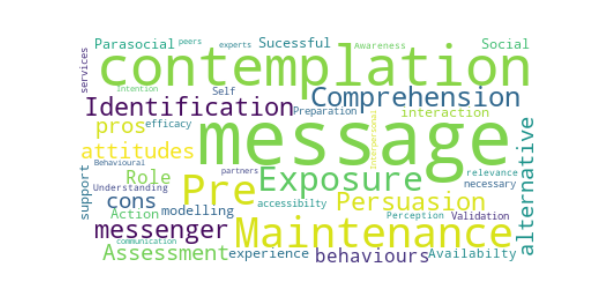 Parasocial peers experts Sucessful Awareness Social
services contemplation
Intention Self
Identification Preparation Comprehension
pros efficacy message interaction
attitudes Interpersonal alternative
Behavioural Role Pre Exposure partners relevance
support Understanding necessary
cons accessibilty Persuasion
Action modelling Perception Validation
messenger Maintenance
communication
Assessment experience behaviours Availabilty